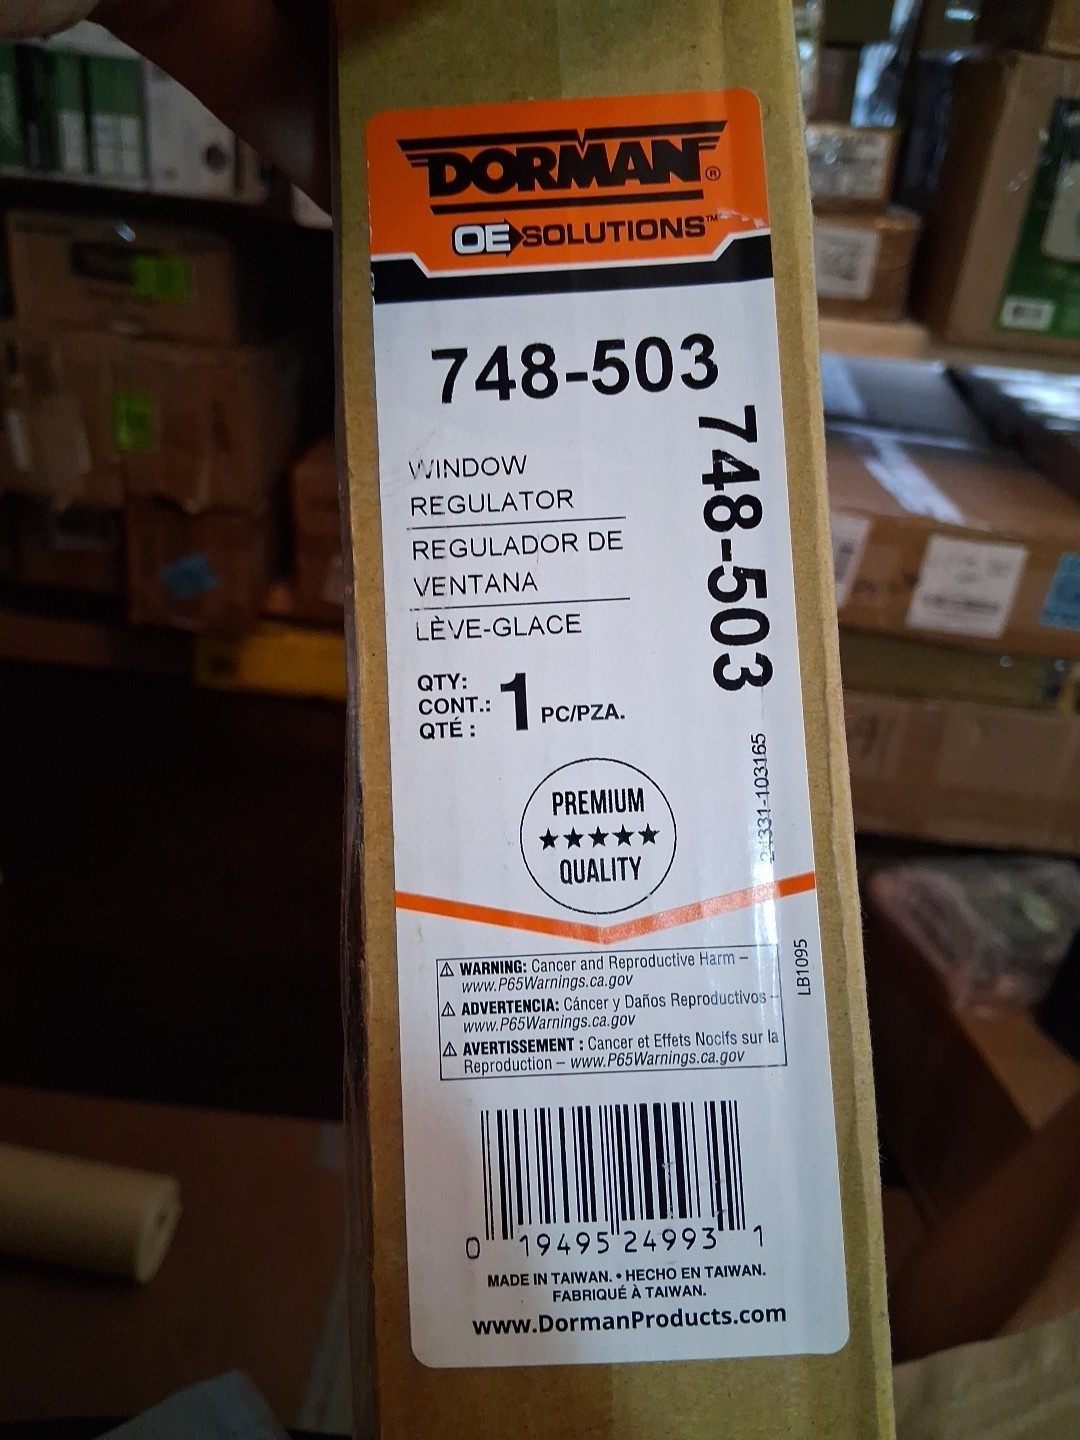 DORMAN®
OE SOLUTIONS™
748-503
748-503
WINDOW
REGULATOR
REGULADOR DE
VENTANA
LÈVE-GLACE
QTY:
CONT.:
QTÉ :
1 PC/PZA.
PREMIUM
★★★★★
QUALITY
24331-103165
LB1095
⚠ WARNING: Cancer and Reproductive Harm –
www.P65Warnings.ca.gov
⚠ ADVERTENCIA: Cáncer y Daños Reproductivos –
www.P65Warnings.ca.gov
⚠ AVERTISSEMENT : Cancer et Effets Nocifs sur la
Reproduction – www.P65Warnings.ca.gov
0 19495 24993 1
MADE IN TAIWAN. • HECHO EN TAIWAN.
FABRIQUÉ À TAIWAN.
www.DormanProducts.com